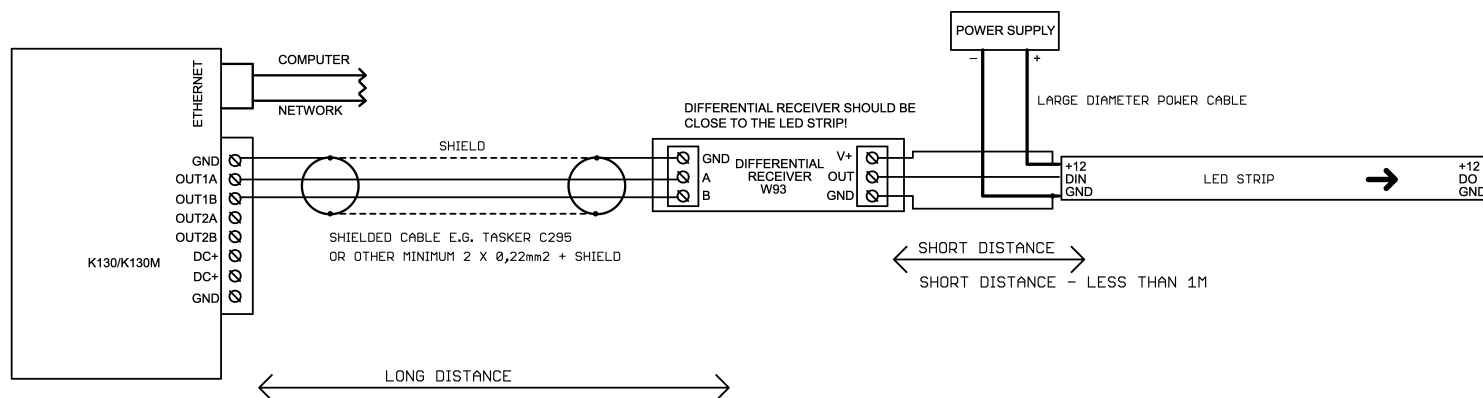 POWER SUPPLY
– +
COMPUTER
NETWORK
ETHERNET
LARGE DIAMETER POWER CABLE
DIFFERENTIAL RECEIVER SHOULD BE
CLOSE TO THE LED STRIP!
SHIELD
GND
OUT1A
OUT1B
OUT2A
OUT2B
DC+
DC+
GND
K130/K130M
GND
A
B
DIFFERENTIAL
RECEIVER
W93
V+
OUT
GND
+12
DIN
GND
LED STRIP
+12
DO
GND
SHIELDED CABLE E.G. TASKER C295
OR OTHER MINIMUM 2 X 0,22mm2 + SHIELD
SHORT DISTANCE
SHORT DISTANCE - LESS THAN 1M
LONG DISTANCE